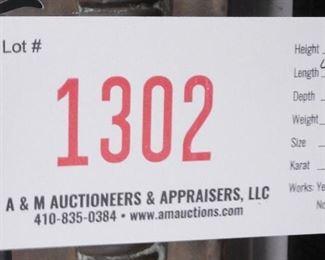 Lot #
1302
A & M AUCTIONEERS & APPRAISERS, LLC
410-835-0384 • www.amauctions.com
Height
Length
Depth
Weight
Size
Karat
Works: Ye
No